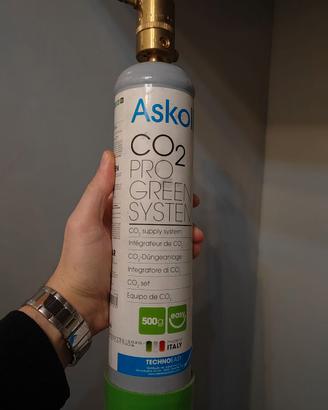 Askol
CO2
PRO
GREEN
SYSTEM
CO2 supply system
Intégrateur de CO2
CO2-Düngeanlage
Integratore di CO2
CO2 set
Equipo de CO2
500g
easy
ITALY
TECHNOEASY